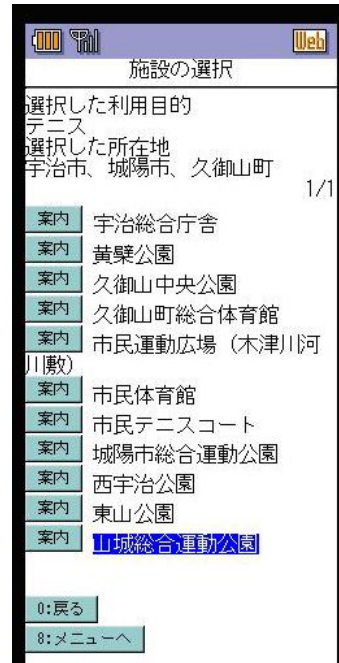 Web
施設の選択
選択した利用目的
テニス
選択した所在地
宇治市、城陽市、久御山町
1/1
案内 宇治総合庁舎
案内 黄檗公園
案内 久御山中央公園
案内 久御山町総合体育館
案内 市民運動広場（木津川河
川敷）
案内 市民体育館
案内 市民テニスコート
案内 城陽市総合運動公園
案内 西宇治公園
案内 東山公園
案内 山城総合運動公園
0:戻る
8:メニューへ